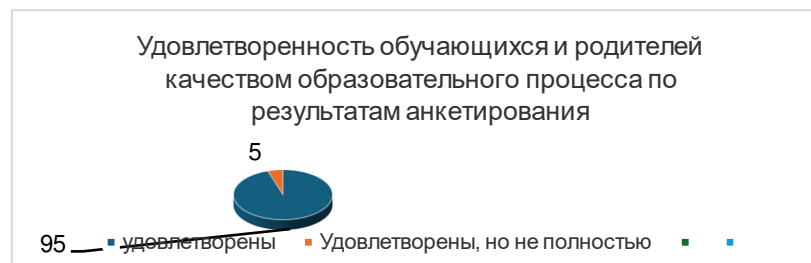 Удовлетворенность обучающихся и родителей
качеством образовательного процесса по
результатам анкетирования
5
95
удовлетворены
Удовлетворены, но не полностью